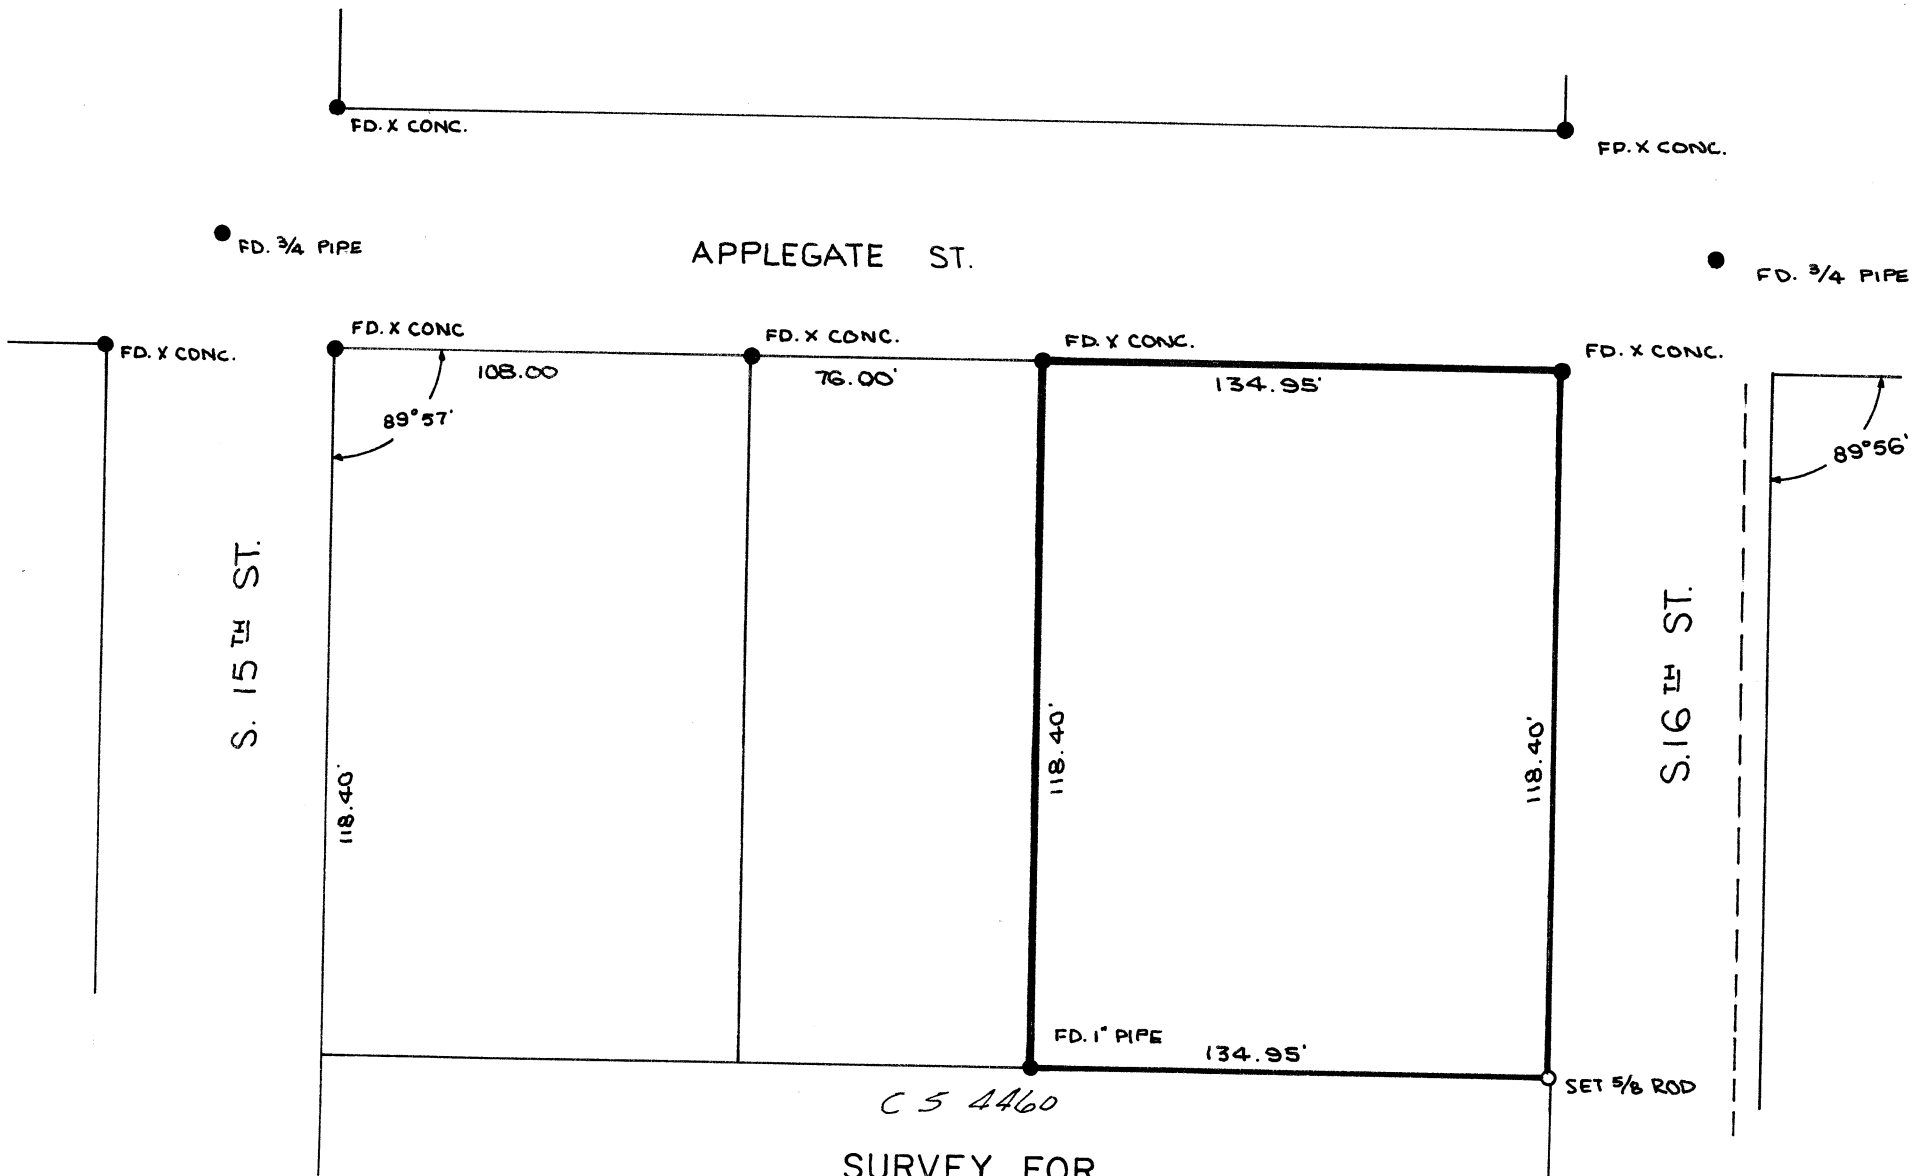 FD. X CONC.
FD. X CONC.
FD. 3/4 PIPE
APPLEGATE ST.
FD. 3/4 PIPE
FD. X CONC.
FD. X CONC
FD. X CONC.
FD. X CONC.
FD. X CONC.
108.00
76.00'
134.95'
89°57'
89°56'
S. 15TH ST.
S. 16TH ST.
118.40'
118.40'
118.40'
FD. 1" PIPE
134.95'
SET 5/8 ROD
C S 4460
SURVEY FOR